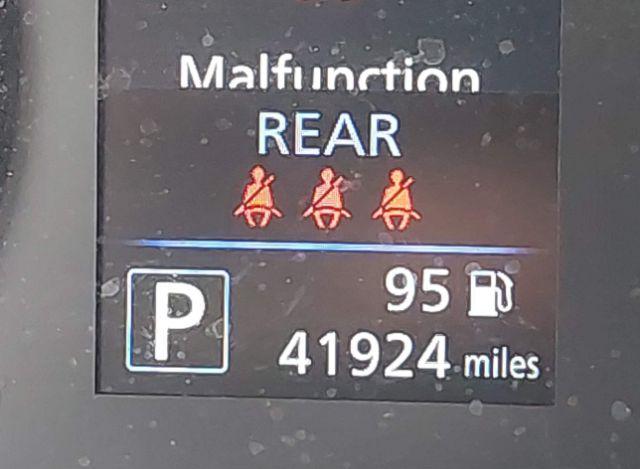 Malfunction
REAR
95
P
41924 miles